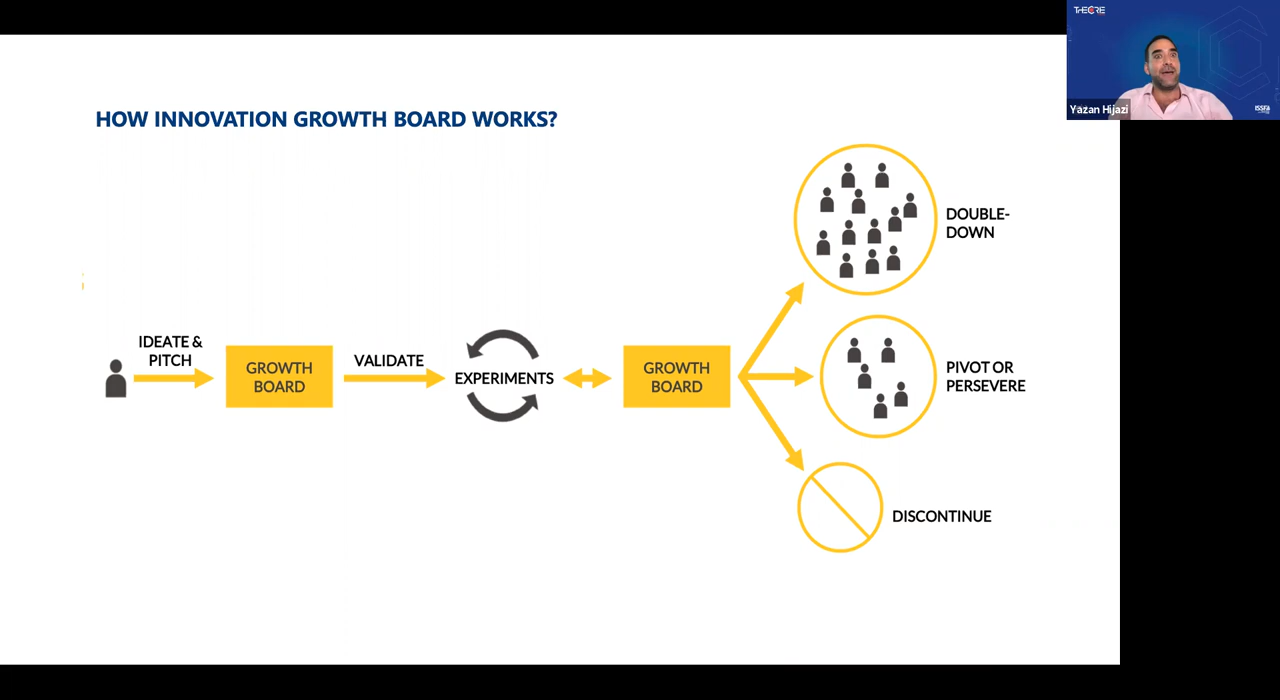 THECORE
Yazan Hijazi
ISSFA
HOW INNOVATION GROWTH BOARD WORKS?
DOUBLE-
DOWN
IDEATE &
PITCH
GROWTH
BOARD
VALIDATE
EXPERIMENTS
GROWTH
BOARD
PIVOT OR
PERSEVERE
DISCONTINUE